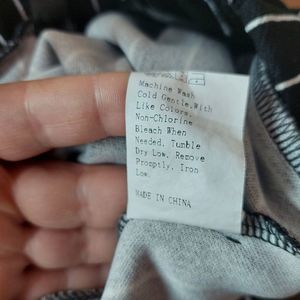 Machine Wash
Cold Gentle.With
Like Colors.
Non-Chlorine
Bleach When
Needed, Tumble
Dry Low. Remove
Promptly, Iron
Low.
MADE IN CHINA